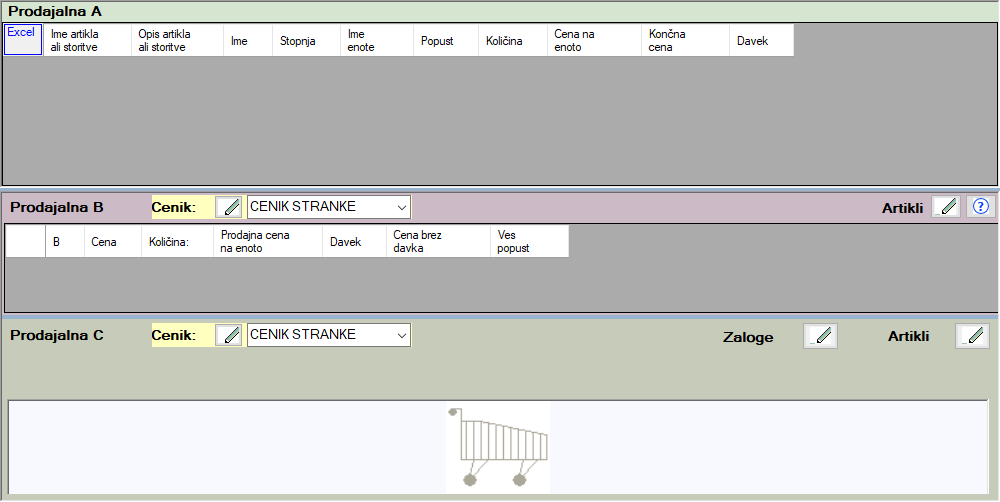 Prodajalna A
Excel
Ime artikla
ali storitve
Opis artikla
ali storitve
Ime
Stopnja
Ime
enote
Popust
Količina
Cena na
enoto
Končna
cena
Davek
Prodajalna B
Cenik:
CENIK STRANKE
Artikli
?
B
Cena
Količina:
Prodajna cena
na enoto
Davek
Cena brez
davka
Ves
popust
Prodajalna C
Cenik:
CENIK STRANKE
Zaloge
Artikli